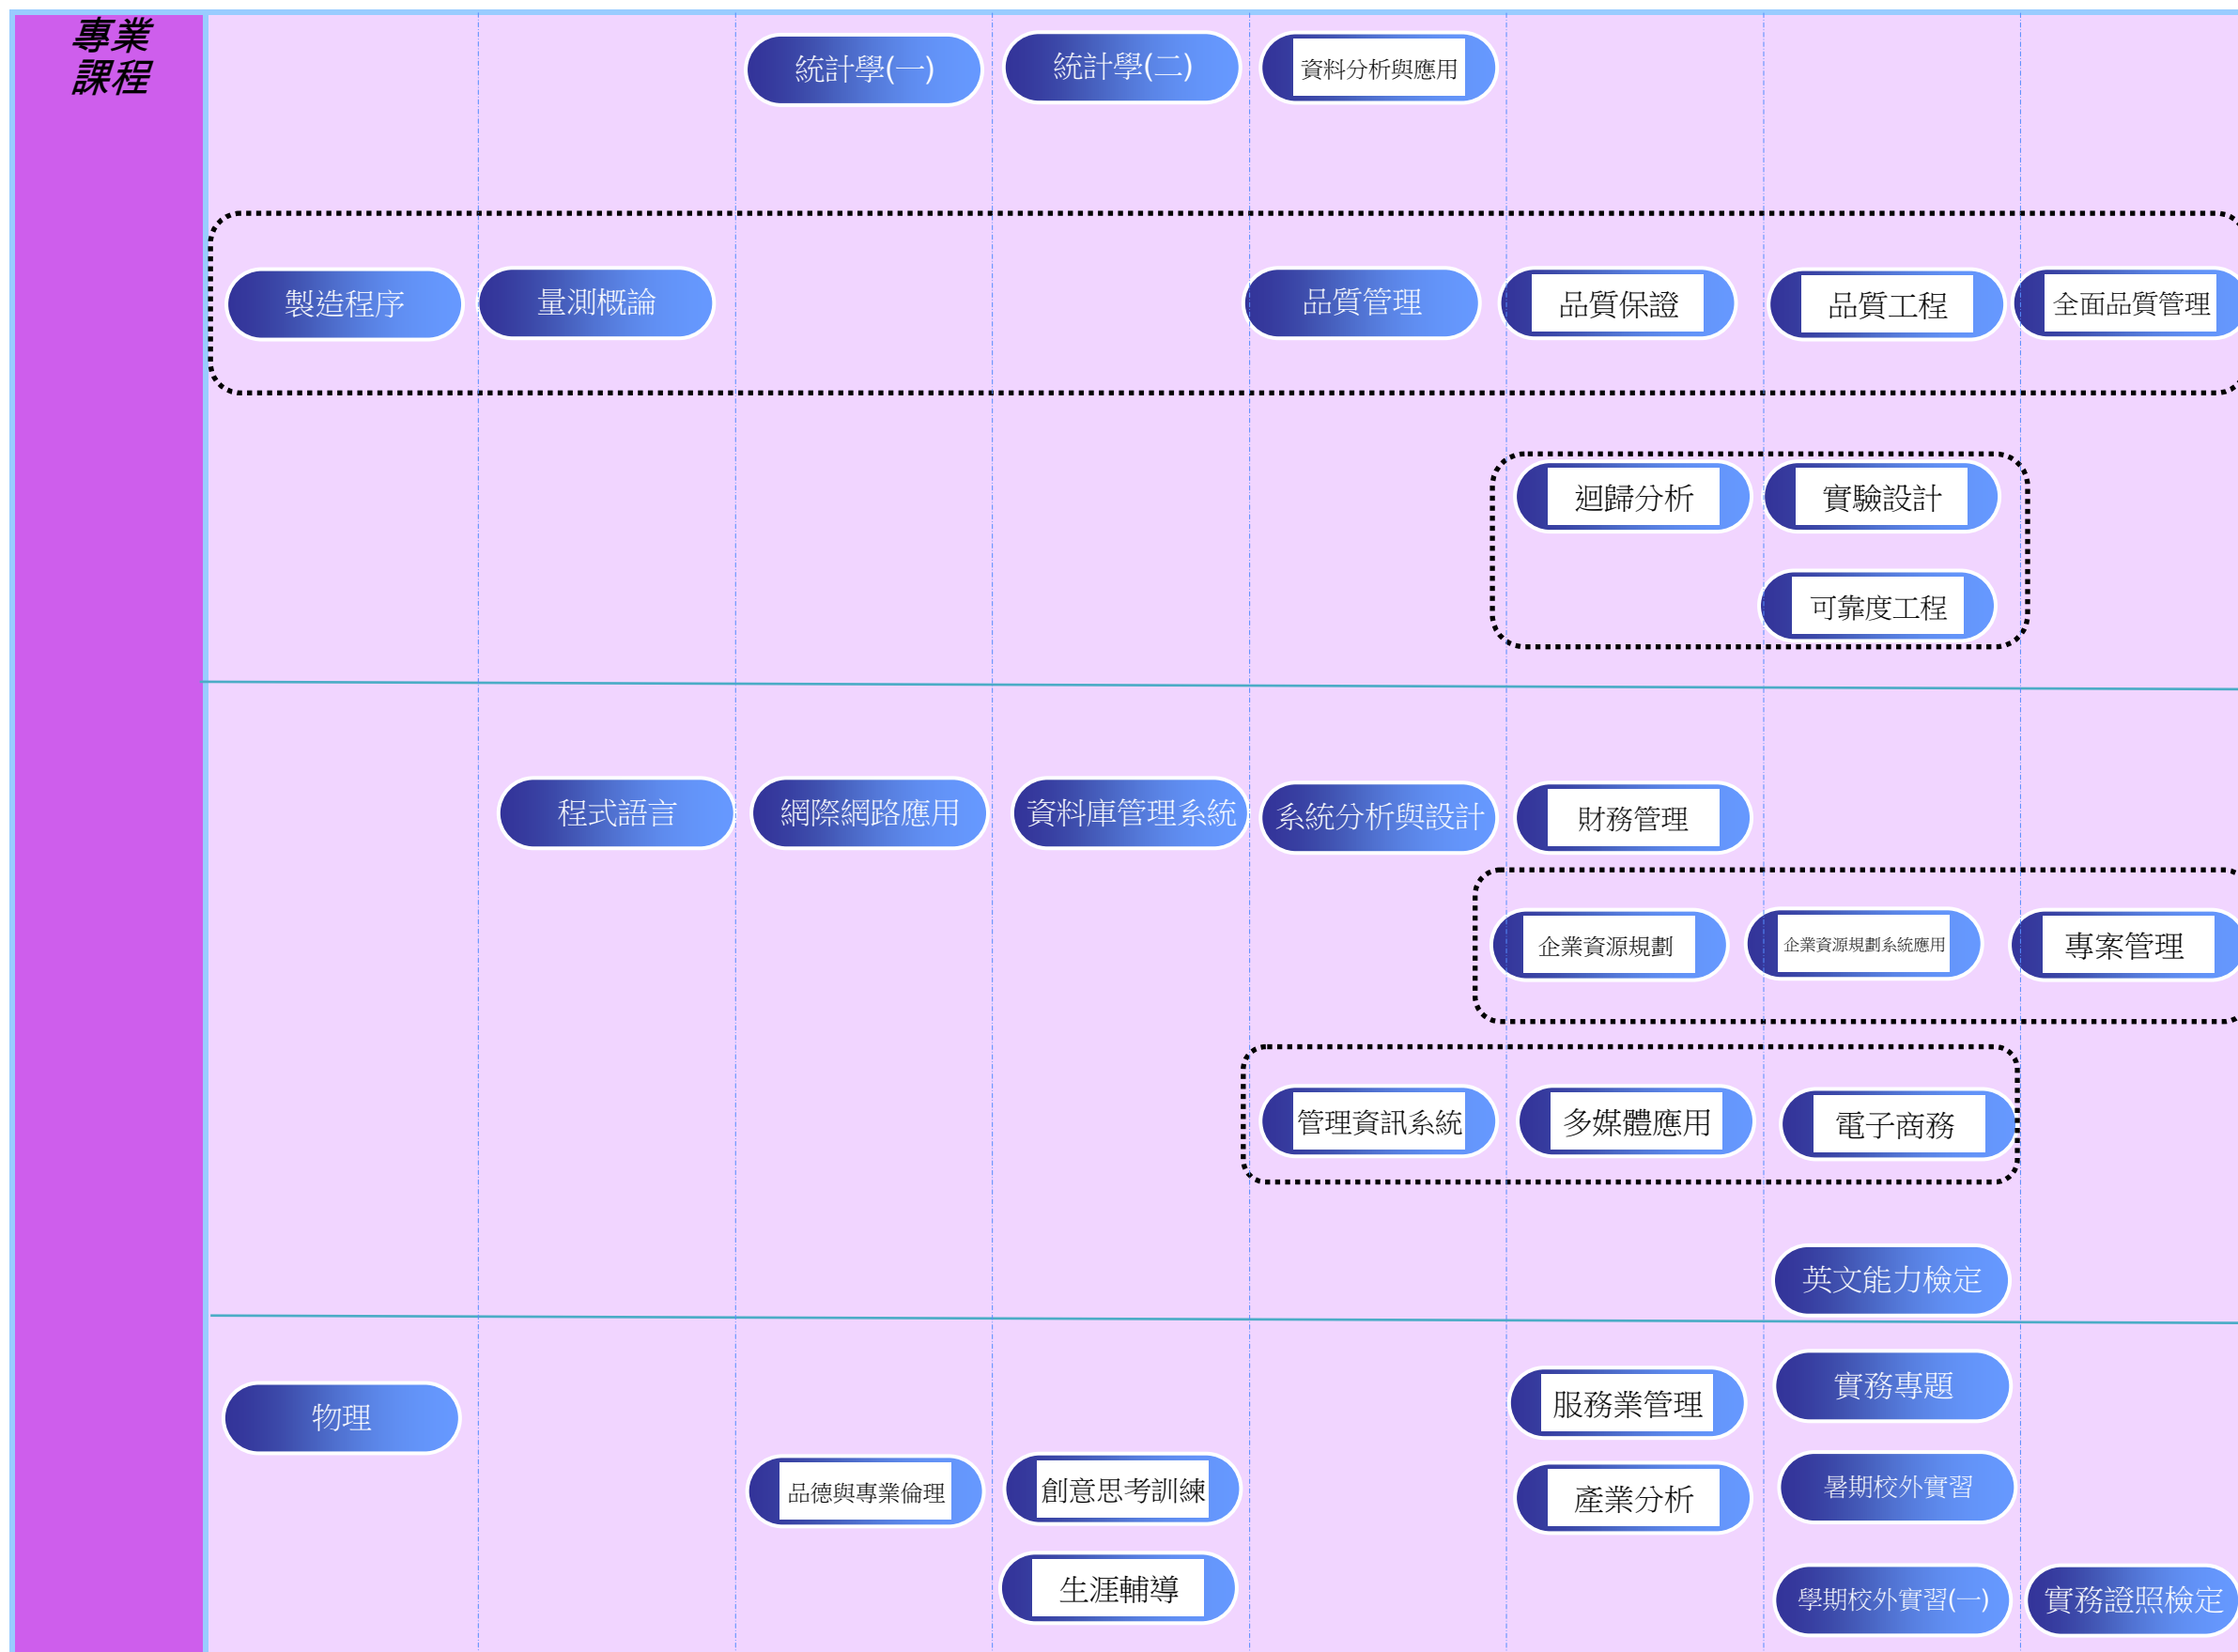 專業
課程
統計學(一)
統計學(二)
資料分析與應用
製造程序
量測概論
品質管理
品質保證
品質工程
全面品質管理
迴歸分析
實驗設計
可靠度工程
程式語言
網際網路應用
資料庫管理系統
系統分析與設計
財務管理
企業資源規劃
企業資源規劃系統應用
專案管理
管理資訊系統
多媒體應用
電子商務
英文能力檢定
物理
服務業管理
實務專題
品德與專業倫理
創意思考訓練
產業分析
暑期校外實習
生涯輔導
學期校外實習(一)
實務證照檢定